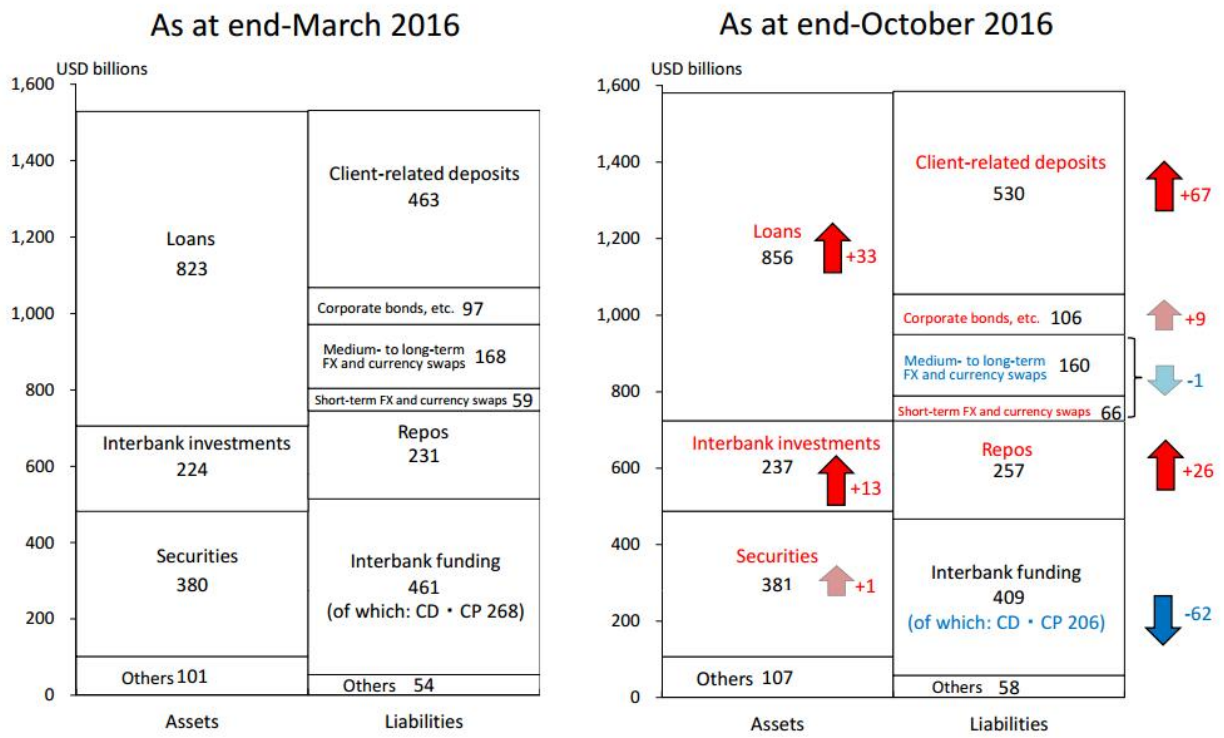 As at end-March 2016
USD billions
1,600
1,400
1,200
1,000
800
600
400
200
0
Loans
823
Interbank investments
224
Securities
380
Others 101
Client-related deposits
463
Corporate bonds, etc. 97
Medium- to long-term
FX and currency swaps 168
Short-term FX and currency swaps 59
Repos
231
Interbank funding
461
(of which: CD・CP 268)
Others 54
Assets
Liabilities
As at end-October 2016
USD billions
1,600
1,400
1,200
1,000
800
600
400
200
0
Loans
856
+33
Interbank investments
237
+13
Securities
381
+1
Others 107
Client-related deposits
530
+67
Corporate bonds, etc. 106
+9
Medium- to long-term
FX and currency swaps 160
-1
Short-term FX and currency swaps 66
Repos
257
+26
Interbank funding
409
(of which: CD・CP 206)
-62
Others 58
Assets
Liabilities